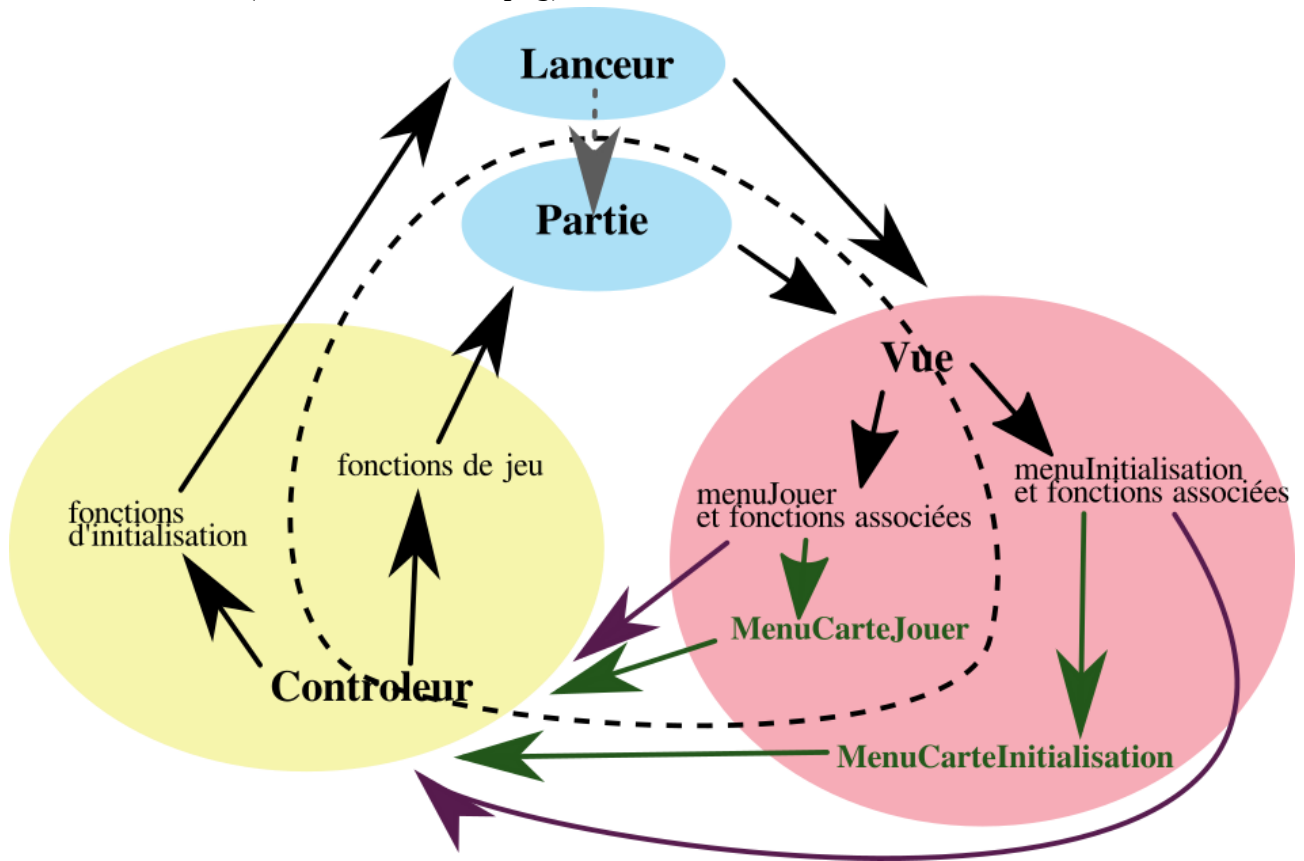 Lanceur
Partie
Vue
fonctions de jeu
menuInitialisation
et fonctions associées
menuJouer
et fonctions associées
fonctions
d'initialisation
MenuCarteJouer
Controleur
MenuCarteInitialisation